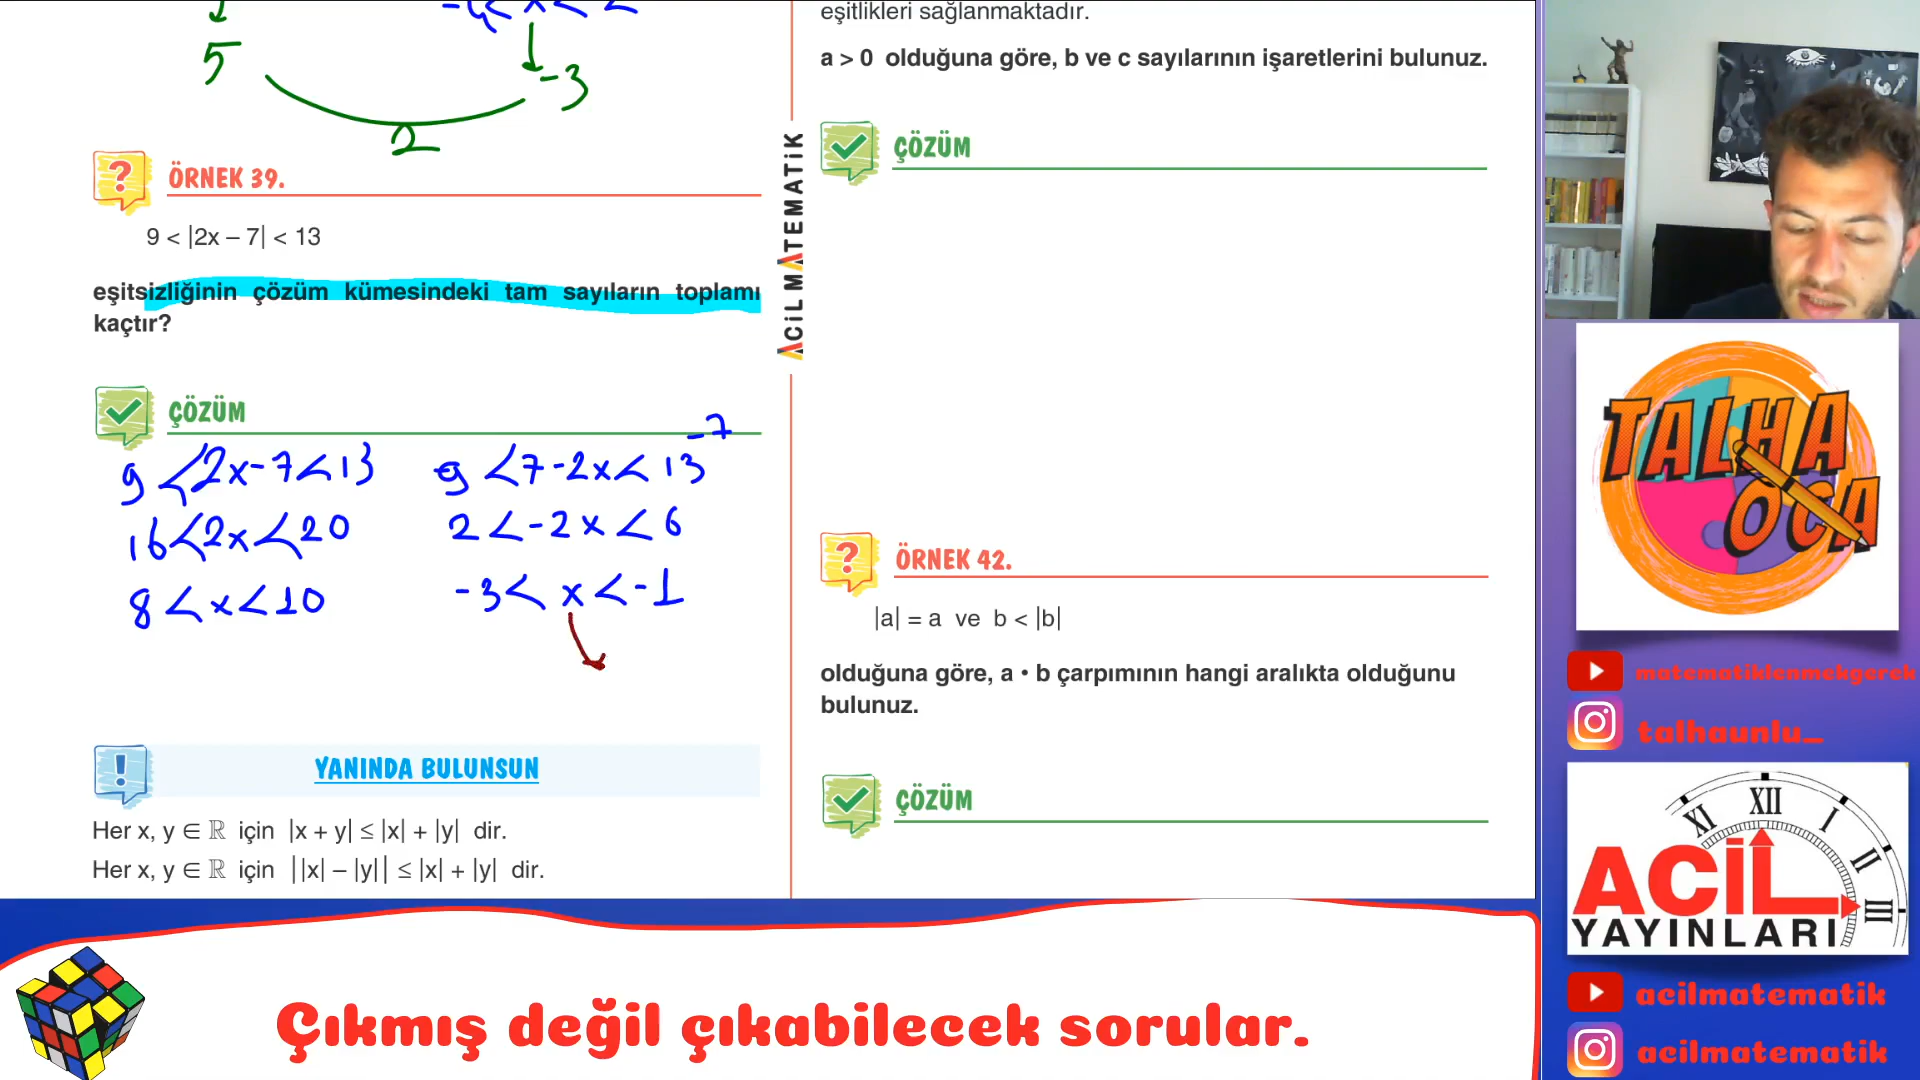 -4< x < 2
5
-3
2
ÖRNEK 39.
9 < |2x – 7| < 13
eşitsizliğinin çözüm kümesindeki tam sayıların toplamı
kaçtır?
ÇÖZÜM
9 < 2x - 7 < 13
16 < 2x < 20
8 < x < 10
-7
9 < 7 - 2x < 13
2 < -2x < 6
-3 < x < -1
YANINDA BULUNSUN
Her x, y ∈ ℝ için |x + y| ≤ |x| + |y| dir.
Her x, y ∈ ℝ için ||x| – |y|| ≤ |x| + |y| dir.
ACiL MATEMATiK
eşitlikleri sağlanmaktadır.
a > 0 olduğuna göre, b ve c sayılarının işaretlerini bulunuz.
ÇÖZÜM
ÖRNEK 42.
|a| = a ve b < |b|
olduğuna göre, a • b çarpımının hangi aralıkta olduğunu
bulunuz.
ÇÖZÜM
TALHA
OCA
matematiklenmekgerek
talhaunlu_
XI XII I II III
ACİL
YAYINLARI
acilmatematik
acilmatematik
Çıkmış değil çıkabilecek sorular.